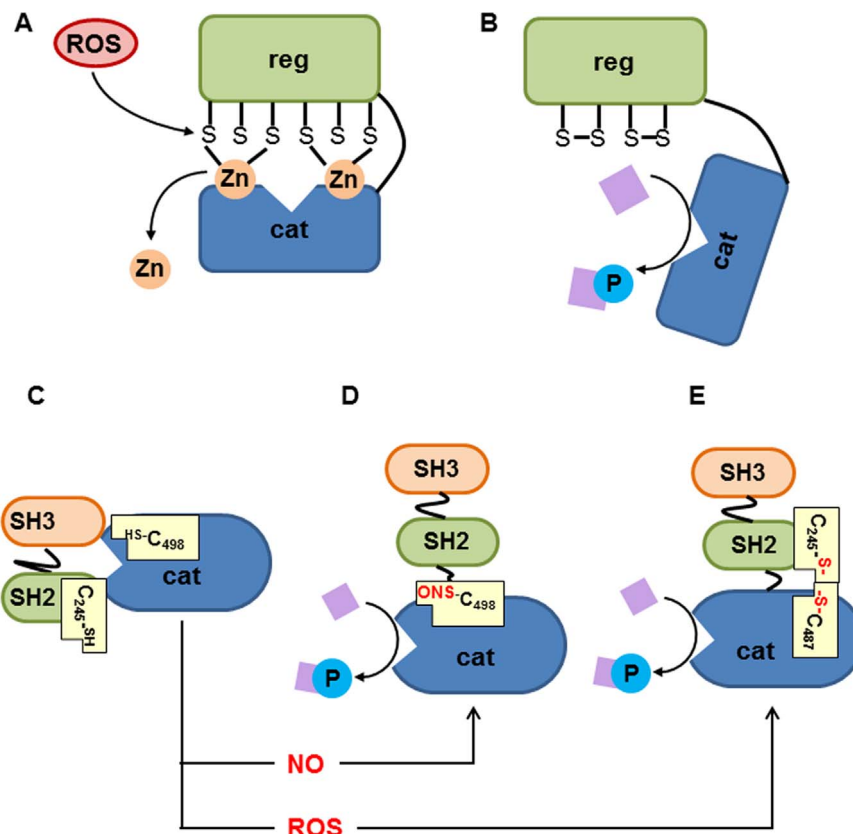 A
ROS
reg
S S S S S S
Zn
Zn
cat
Zn
B
reg
S-S S-S
cat
P
C
SH3
HS-C498
cat
SH2
C245-SH
D
SH3
SH2
ONS-C498
cat
P
E
SH3
SH2
C245-S-
-S-C487
cat
P
NO
ROS